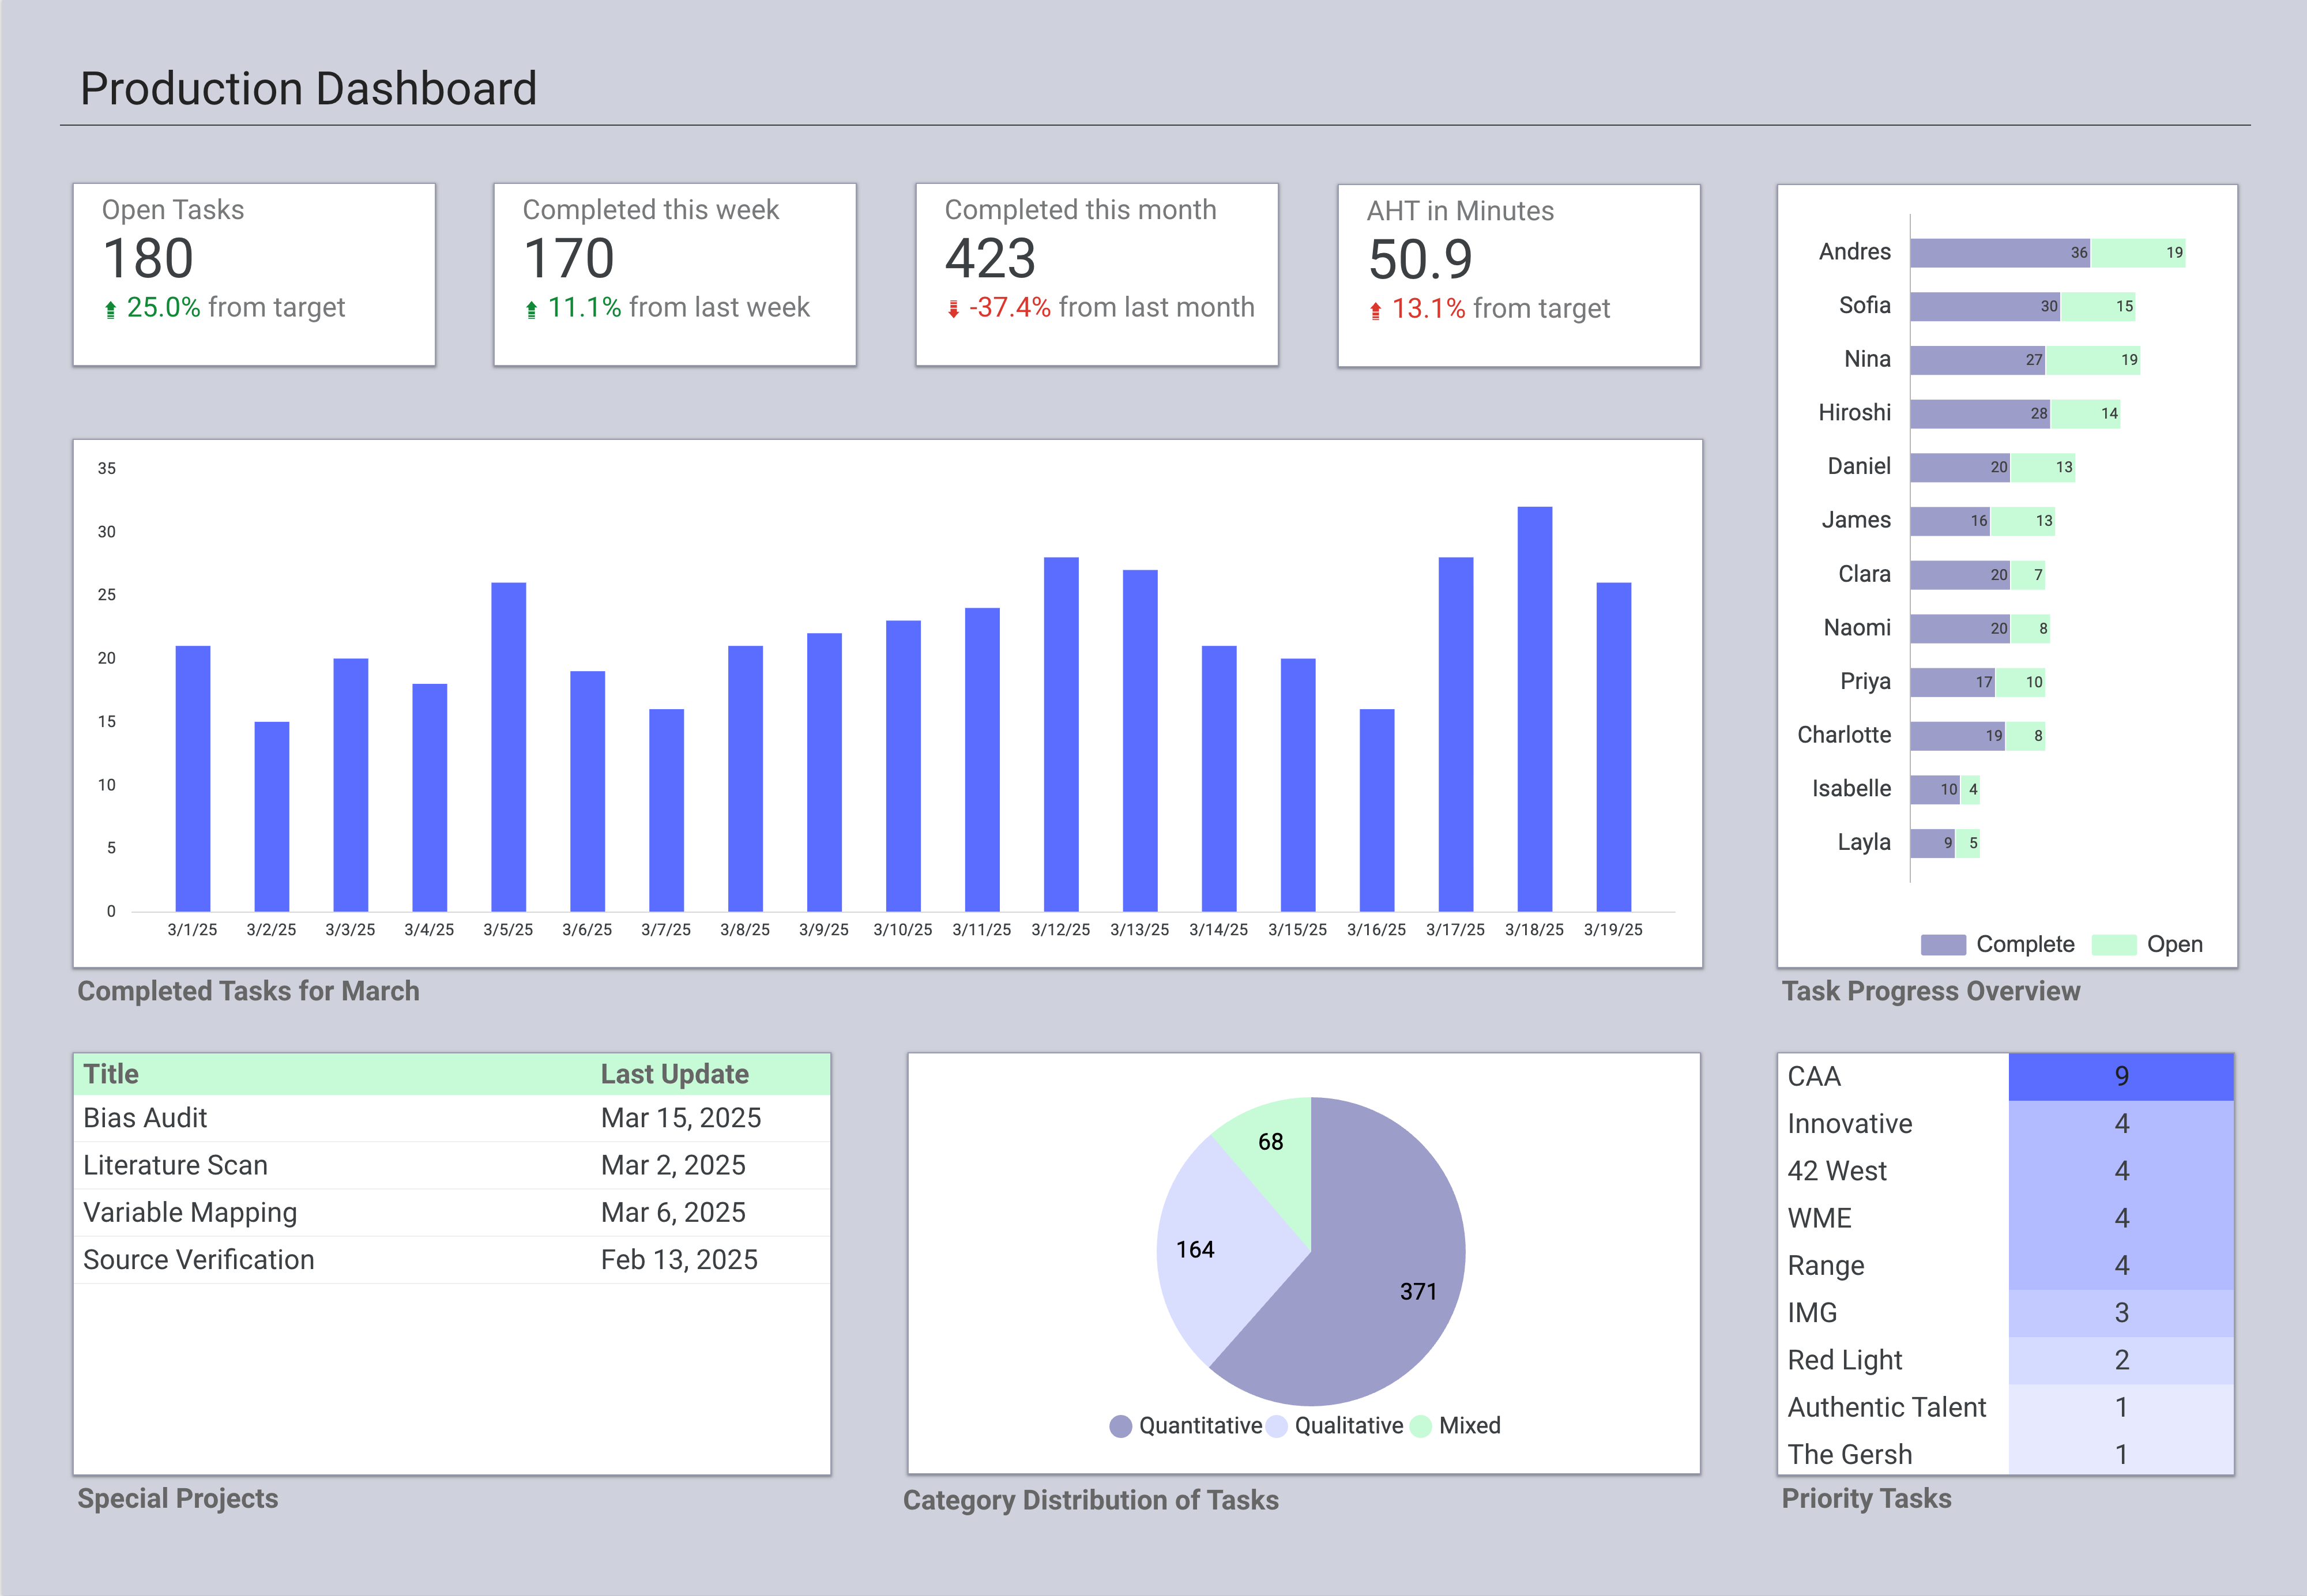 Production Dashboard
Open Tasks
180
25.0% from target
Completed this week
170
11.1% from last week
Completed this month
423
-37.4% from last month
AHT in Minutes
50.9
13.1% from target
35
30
25
20
15
10
5
0
3/1/25 3/2/25 3/3/25 3/4/25 3/5/25 3/6/25 3/7/25 3/8/25 3/9/25 3/10/25 3/11/25 3/12/25 3/13/25 3/14/25 3/15/25 3/16/25 3/17/25 3/18/25 3/19/25
Completed Tasks for March
Andres 36 19
Sofia 30 15
Nina 27 19
Hiroshi 28 14
Daniel 20 13
James 16 13
Clara 20 7
Naomi 20 8
Priya 17 10
Charlotte 19 8
Isabelle 10 4
Layla 9 5
Complete Open
Task Progress Overview
Title Last Update
Bias Audit Mar 15, 2025
Literature Scan Mar 2, 2025
Variable Mapping Mar 6, 2025
Source Verification Feb 13, 2025
Special Projects
68
164
371
Quantitative Qualitative Mixed
Category Distribution of Tasks
CAA 9
Innovative 4
42 West 4
WME 4
Range 4
IMG 3
Red Light 2
Authentic Talent 1
The Gersh 1
Priority Tasks